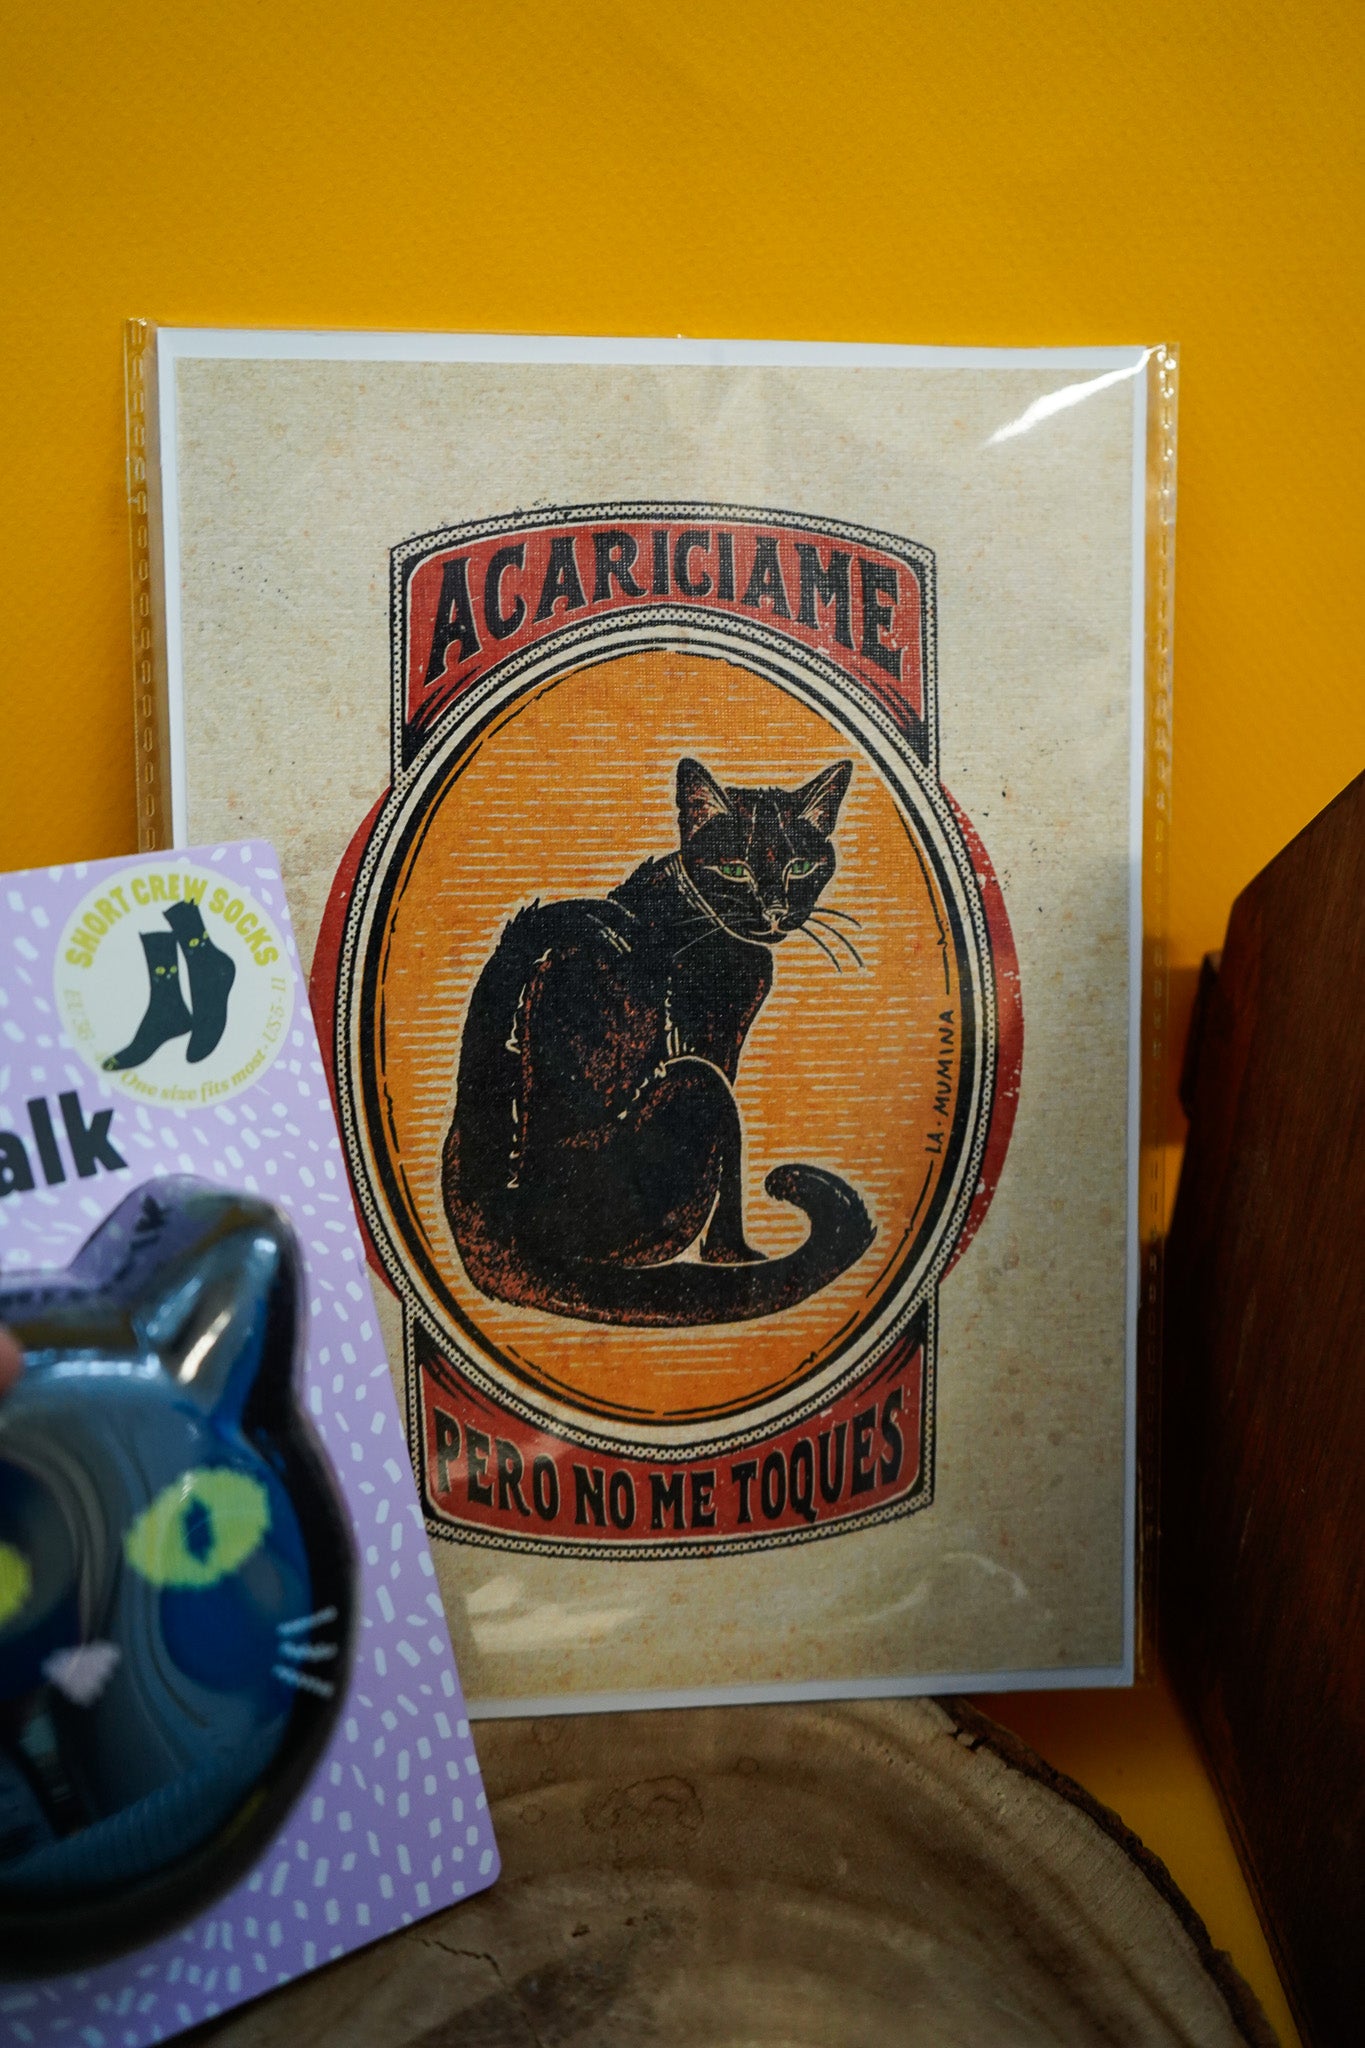 ACARICIAME
LA·MUMINA
PERO NO ME TOQUES
SHORT CREW SOCKS
One size fits most
alk